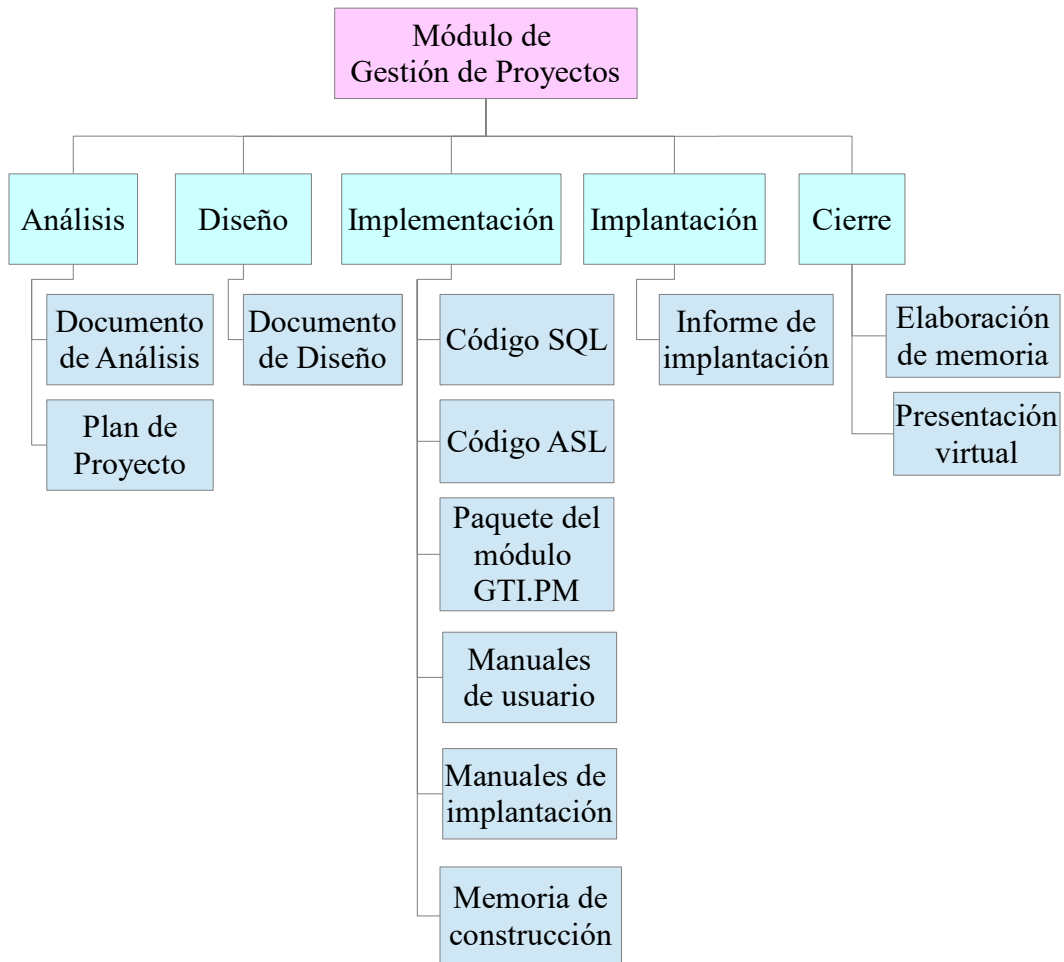 Módulo de
Gestión de Proyectos
Análisis
Diseño
Implementación
Implantación
Cierre
Documento
de Análisis
Plan de
Proyecto
Documento
de Diseño
Código SQL
Código ASL
Paquete del
módulo
GTI.PM
Manuales
de usuario
Manuales de
implantación
Memoria de
construcción
Informe de
implantación
Elaboración
de memoria
Presentación
virtual